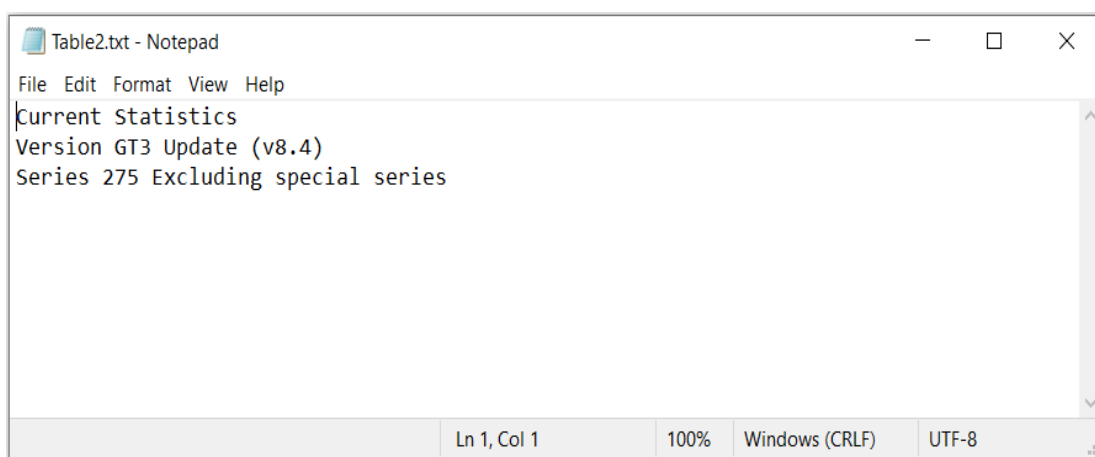 Table2.txt - Notepad
File Edit Format View Help
Current Statistics
Version GT3 Update (v8.4)
Series 275 Excluding special series
Ln 1, Col 1 100% Windows (CRLF) UTF-8